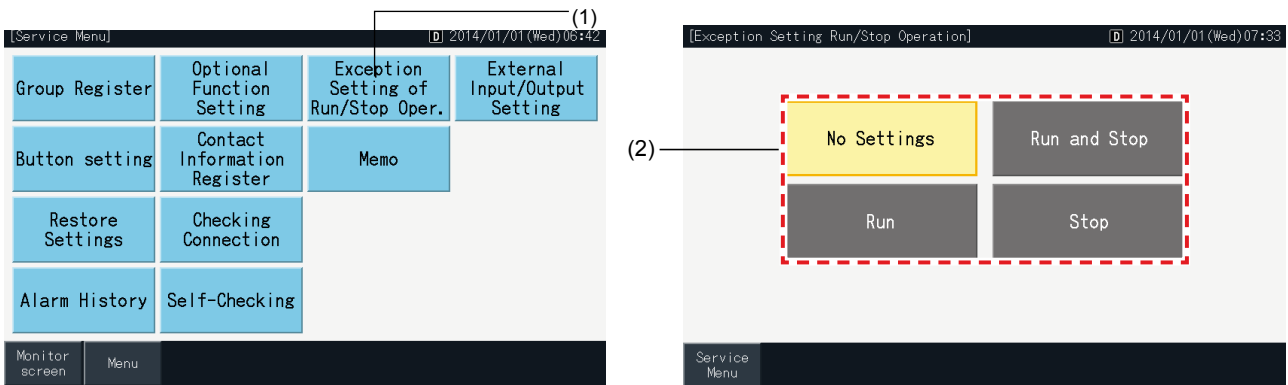 (1)
[Service Menu]
D 2014/01/01(Wed)06:42
Group Register
Optional
Function
Setting
Exception
Setting of
Run/Stop Oper.
External
Input/Output
Setting
Button setting
Contact
Information
Register
Memo
Restore
Settings
Checking
Connection
Alarm History
Self-Checking
Monitor
screen
Menu
[Exception Setting Run/Stop Operation]
D 2014/01/01(Wed)07:33
(2)
No Settings
Run and Stop
Run
Stop
Service
Menu